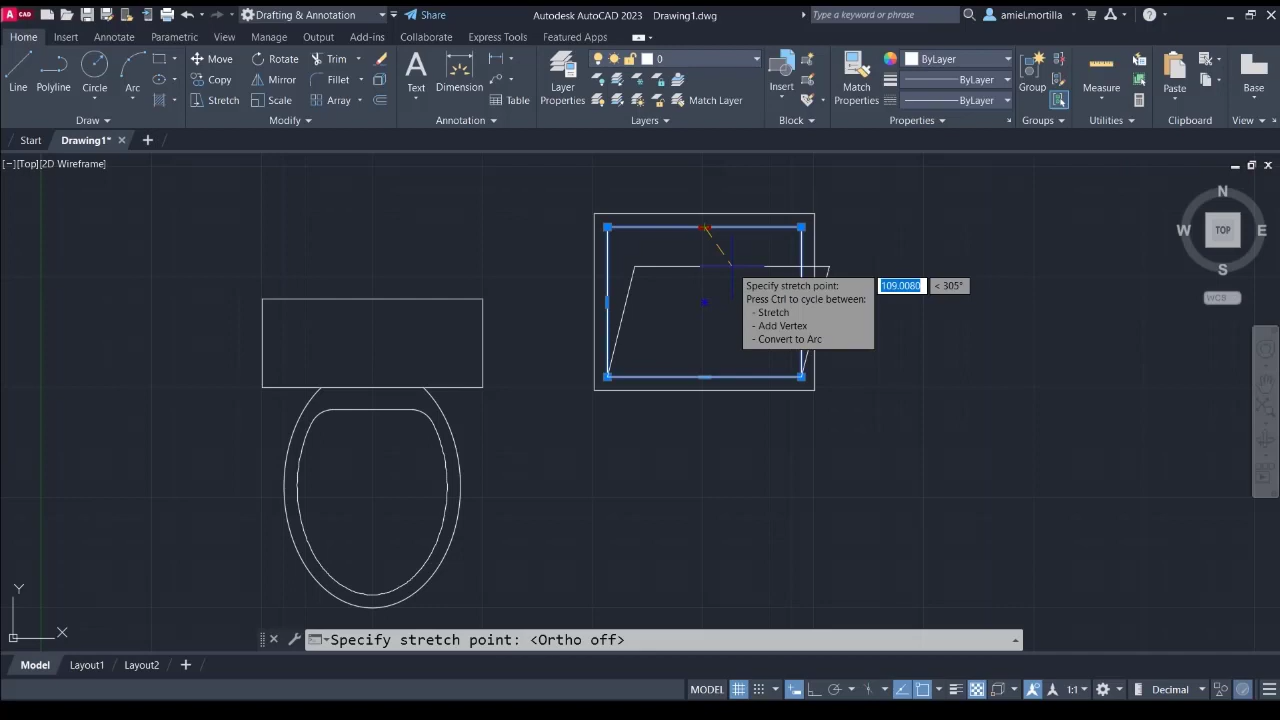 CAD
Drafting & Annotation
Share
Autodesk AutoCAD 2023 Drawing1.dwg
Type a keyword or phrase
amiel.mortilla
Home Insert Annotate Parametric View Manage Output Add-ins Collaborate Express Tools Featured Apps
Line Polyline Circle Arc
Move Rotate Trim
Copy Mirror Fillet
Stretch Scale Array
Text Dimension Table
Layer Properties
0
Match Layer
Insert
Match Properties
ByLayer
ByLayer
ByLayer
Group
Measure
Paste
Base
Draw Modify Annotation Layers Block Properties Groups Utilities Clipboard View
Start Drawing1*
[−][Top][2D Wireframe]
N
W TOP E
S
WCS
Specify stretch point: 109.0080 < 305°
Press Ctrl to cycle between:
- Stretch
- Add Vertex
- Convert to Arc
Y
X
Specify stretch point: <Ortho off>
Model Layout1 Layout2
MODEL 1:1 Decimal